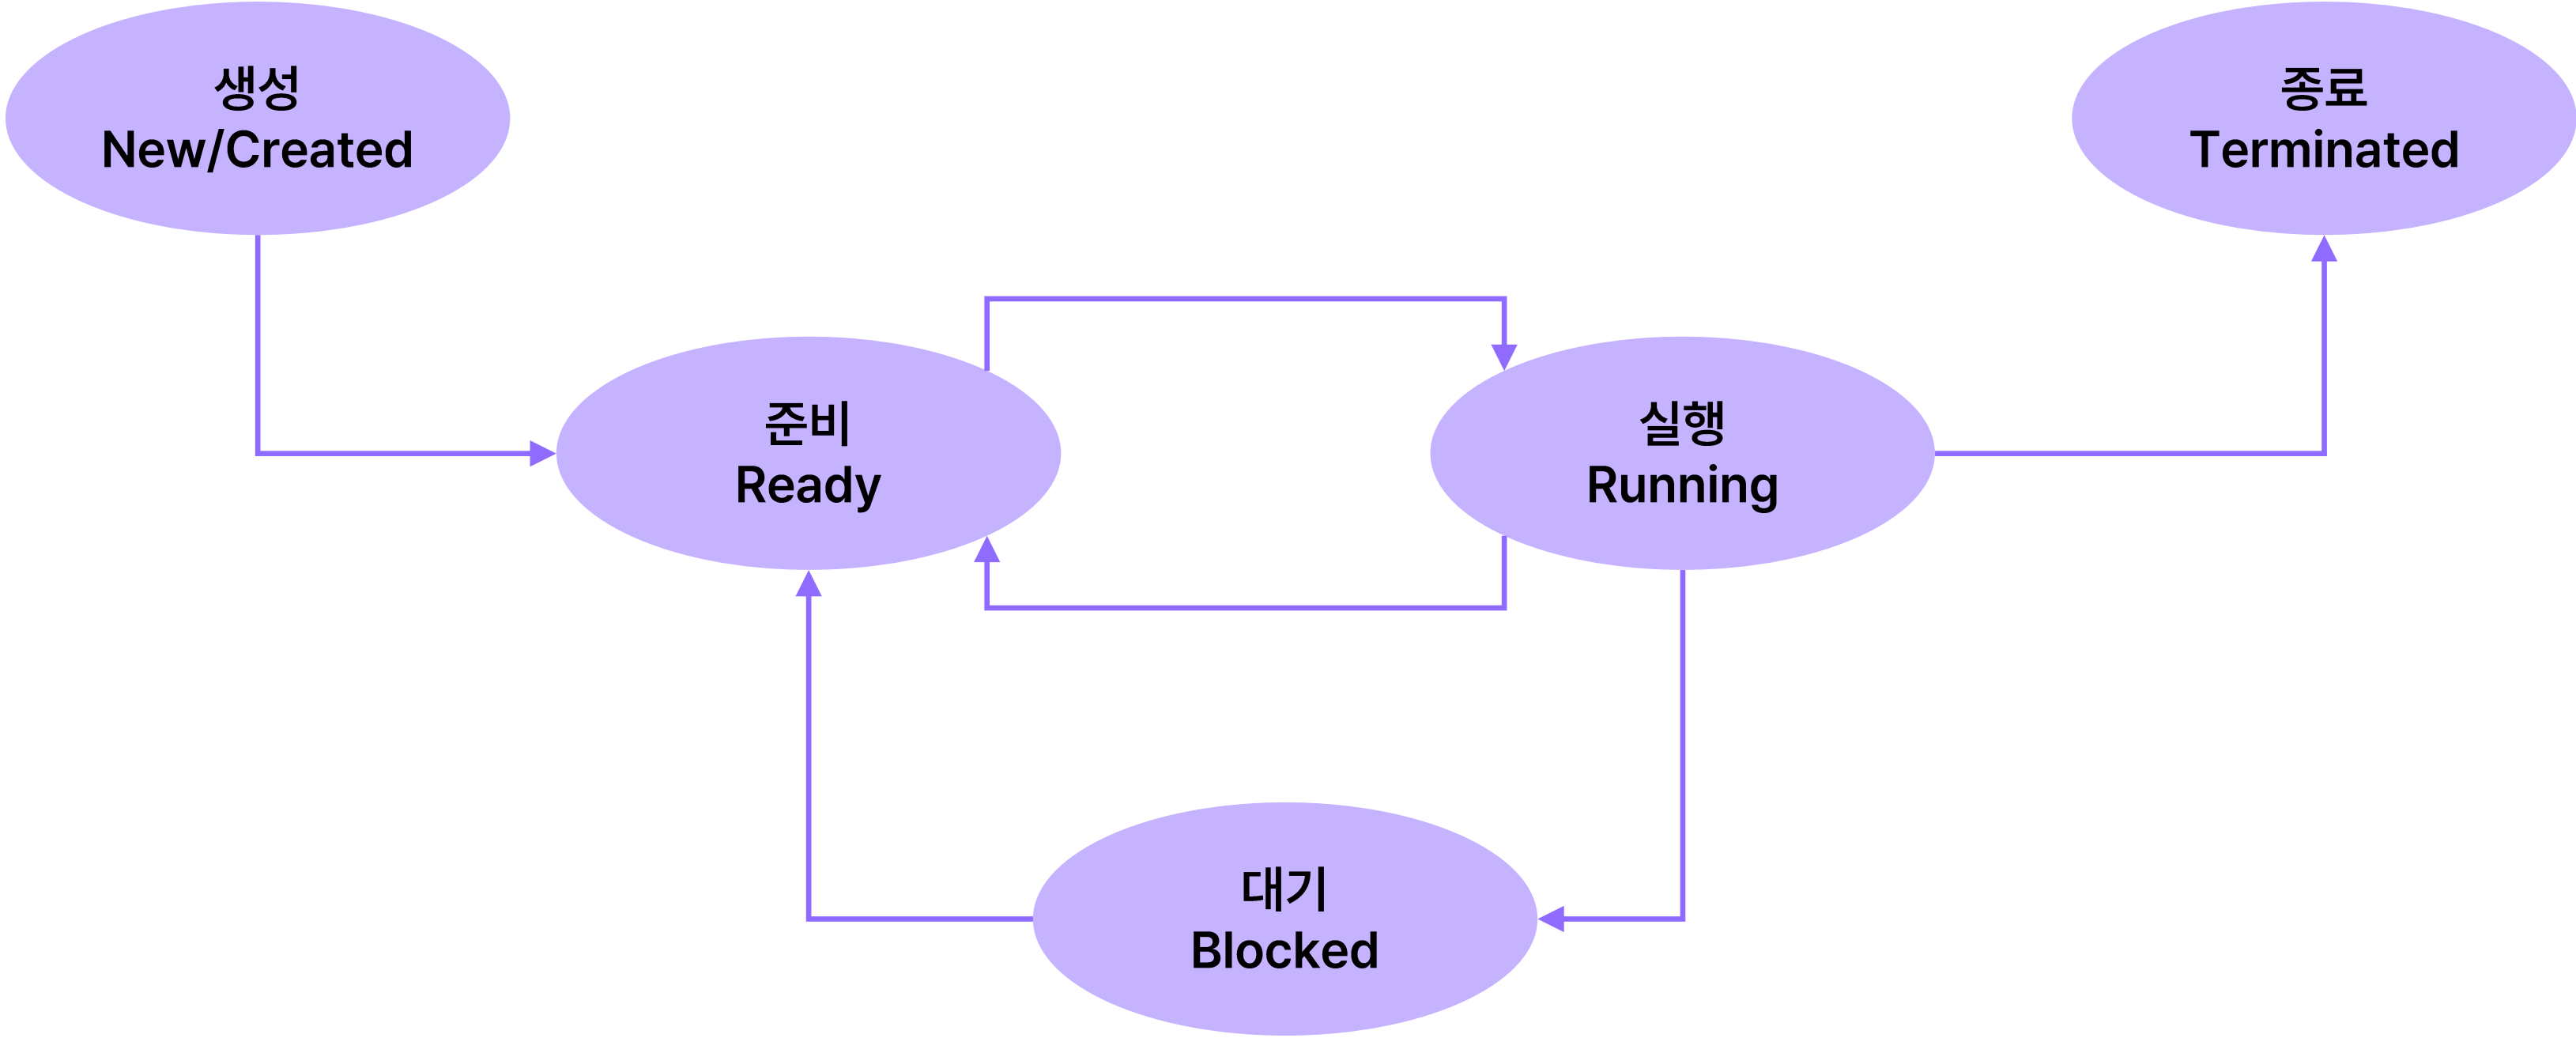 생성
New/Created
종료
Terminated
준비
Ready
실행
Running
대기
Blocked